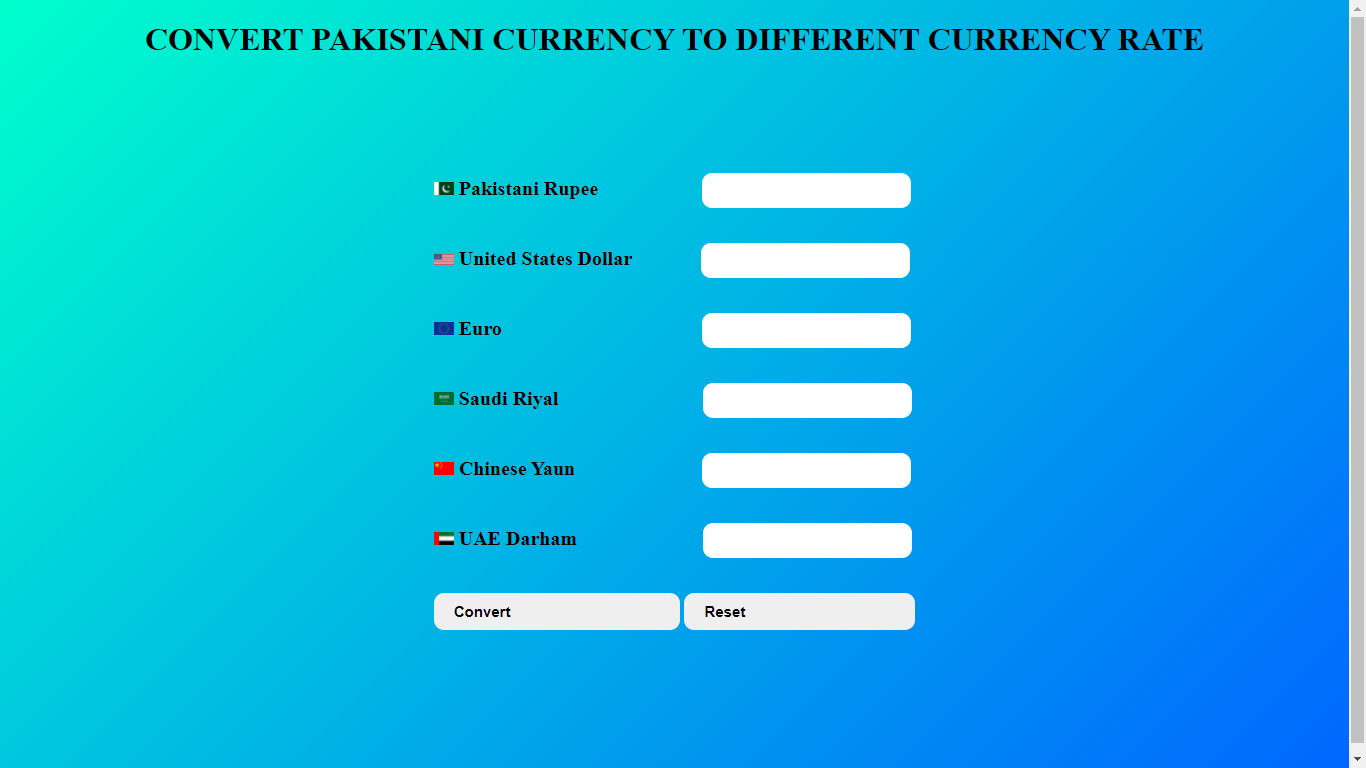 CONVERT PAKISTANI CURRENCY TO DIFFERENT CURRENCY RATE
Pakistani Rupee
United States Dollar
Euro
Saudi Riyal
Chinese Yaun
UAE Darham
Convert Reset